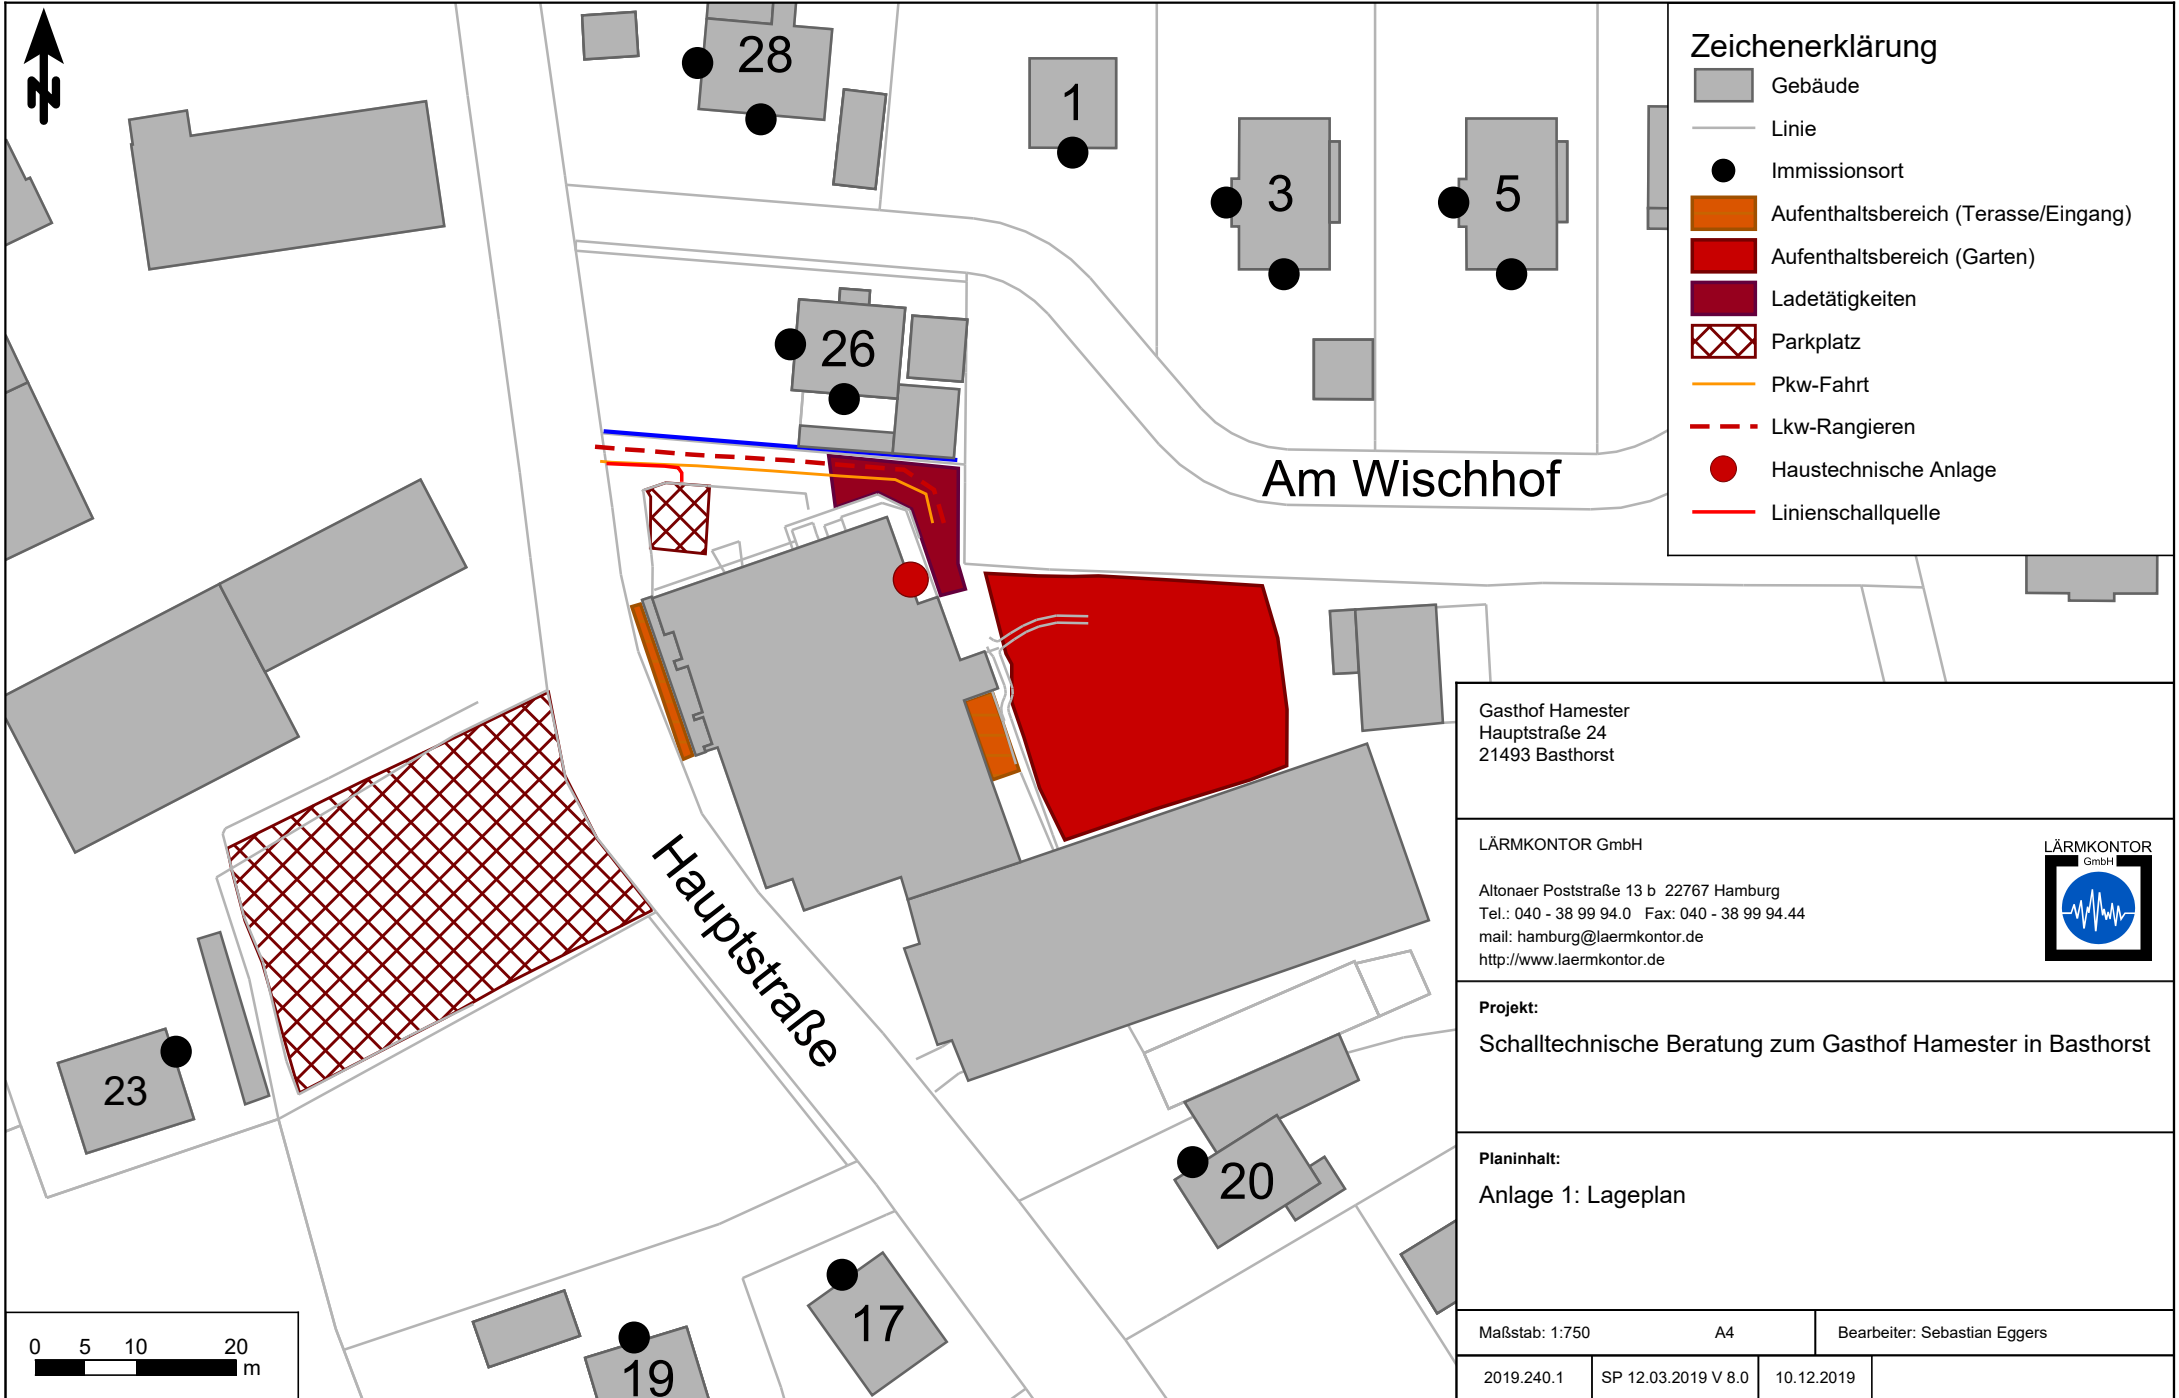 N
28
1
3
5
26
Am Wischhof
Hauptstraße
23
20
17
19
0 5 10 20
m
Zeichenerklärung
Gebäude
Linie
Immissionsort
Aufenthaltsbereich (Terasse/Eingang)
Aufenthaltsbereich (Garten)
Ladetätigkeiten
Parkplatz
Pkw-Fahrt
Lkw-Rangieren
Haustechnische Anlage
Linienschallquelle
Gasthof Hamester
Hauptstraße 24
21493 Basthorst
LÄRMKONTOR GmbH
Altonaer Poststraße 13 b 22767 Hamburg
Tel.: 040 - 38 99 94.0 Fax: 040 - 38 99 94.44
mail: hamburg@laermkontor.de
http://www.laermkontor.de
LÄRMKONTOR
GmbH
Projekt:
Schalltechnische Beratung zum Gasthof Hamester in Basthorst
Planinhalt:
Anlage 1: Lageplan
Maßstab: 1:750 A4 Bearbeiter: Sebastian Eggers
2019.240.1 SP 12.03.2019 V 8.0 10.12.2019